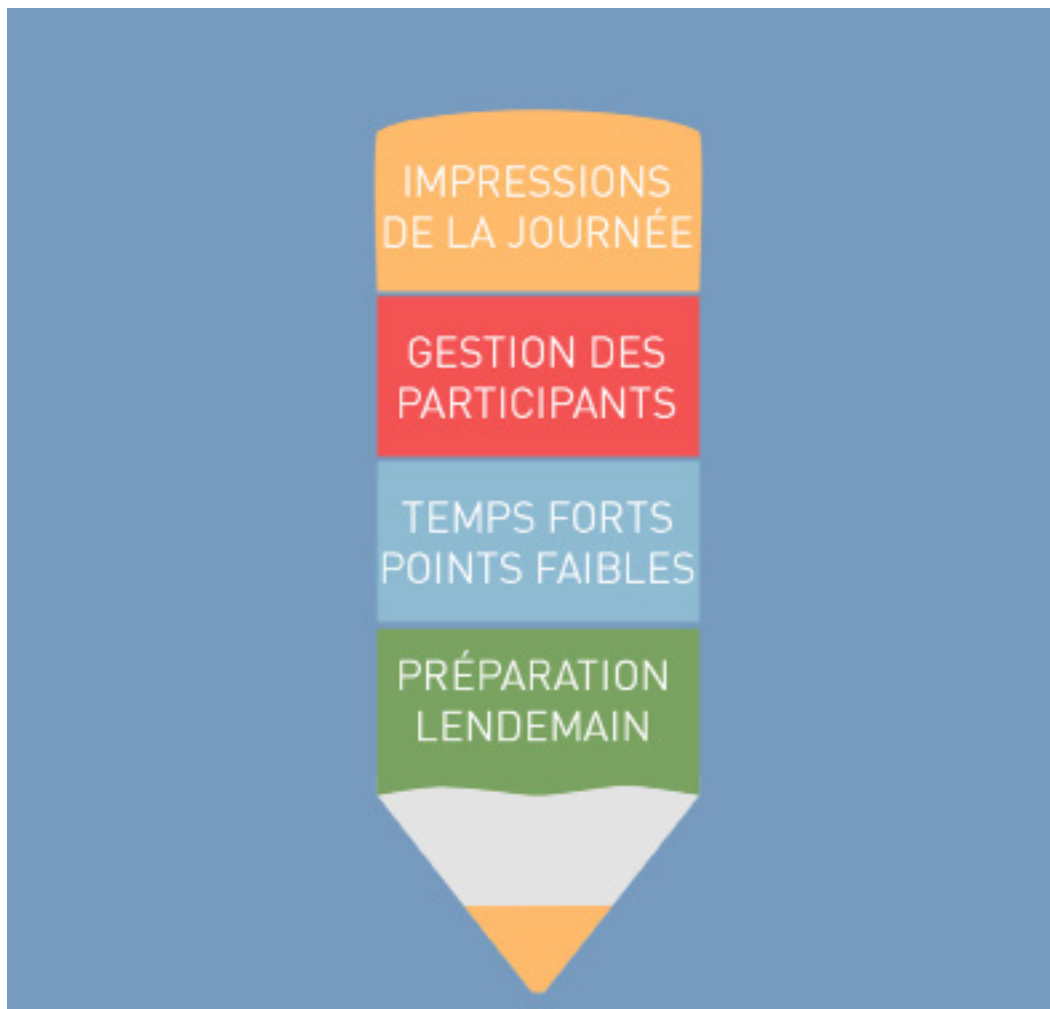 IMPRESSIONS
DE LA JOURNÉE
GESTION DES
PARTICIPANTS
TEMPS FORTS
POINTS FAIBLES
PRÉPARATION
LENDEMAIN